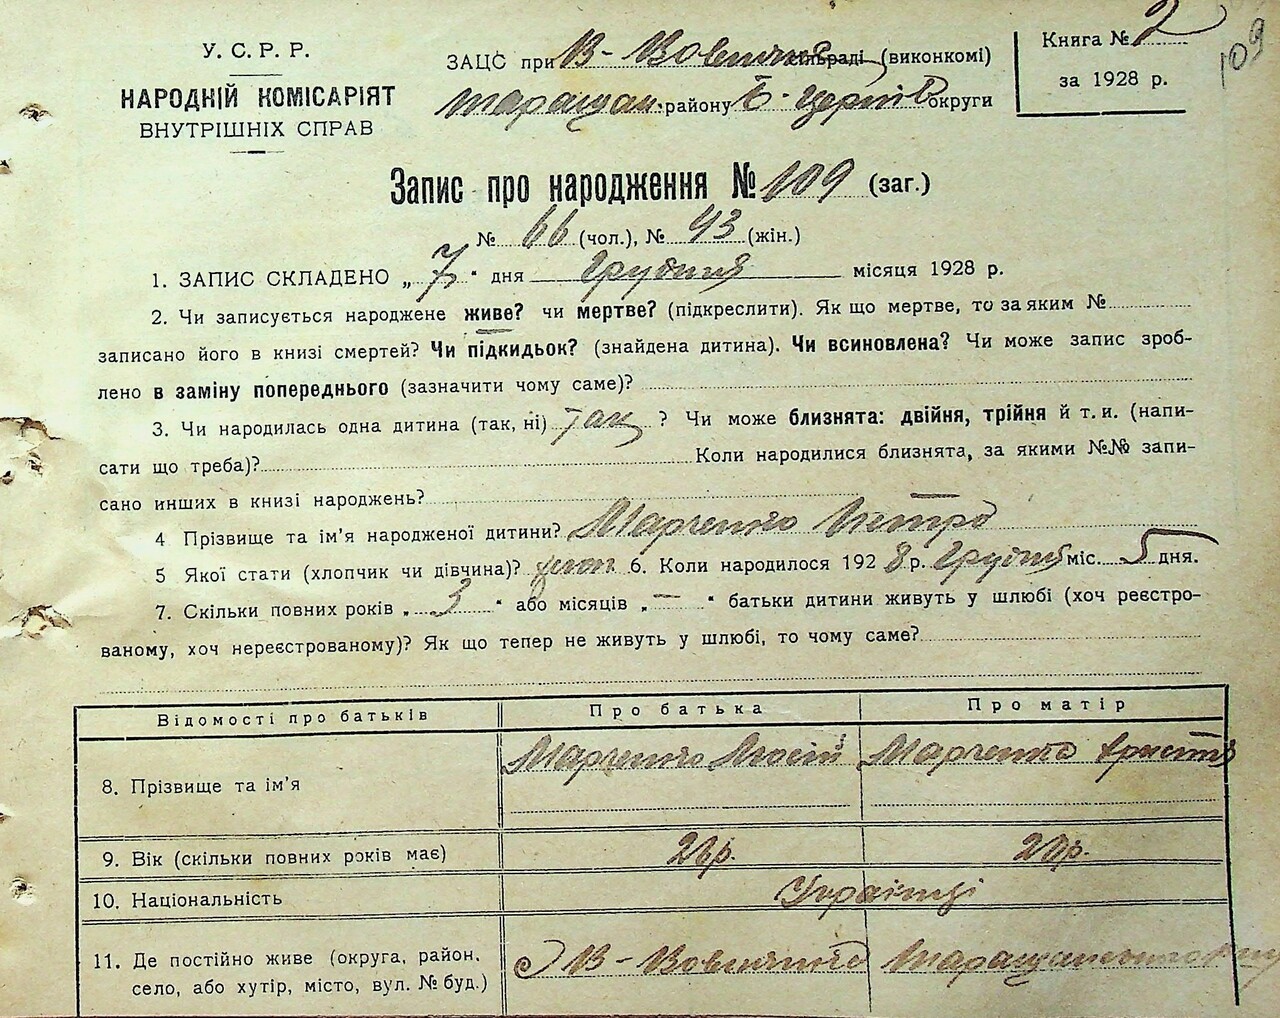 У. С. Р. Р.
НАРОДНІЙ КОМІСАРІЯТ
ВНУТРІШНІХ СПРАВ
ЗАЦС при В-Вовнянс сільраді (виконкомі)
Таращан. району Б-Церків округи
Книга № 2
за 1928 р.
109
Запис про народження № 109 (заг.)
№ 66 (чол.), № 43 (жін.)
1. ЗАПИС СКЛАДЕНО „ 7 " дня Грудня місяця 1928 р.
2. Чи записується народжене живе? чи мертве? (підкреслити). Як що мертве, то за яким №
записано його в книзі смертей? Чи підкидьок? (знайдена дитина). Чи всиновлена? Чи може запис зроб-
лено в заміну попереднього (зазначити чому саме)?
3. Чи народилась одна дитина (так, ні) так ? Чи може близнята: двійня, трійня й т. и. (напи-
сати що треба)? Коли народилися близнята, за якими №№ запи-
сано инших в книзі народжень?
4 Прізвище та ім'я народженої дитини? Марченко Петро
5 Якої стати (хлопчик чи дівчина)? 6. Коли народилося 192 8 р. Грудня міс. 5 дня.
7. Скільки повних років „ 3 " або місяців „ — " батьки дитини живуть у шлюбі (хоч реєстро-
ваному, хоч нереєстрованому)? Як що тепер не живуть у шлюбі, то чому саме?
Відомості про батьків Про батька Про матір
8. Прізвище та ім'я Марченко Марченко Христя
9. Вік (скільки повних років має) р. р.
10. Національність Українці
11. Де постійно живе (округа, район, село, або хутір, місто, вул. № буд.) В-Вовнянка